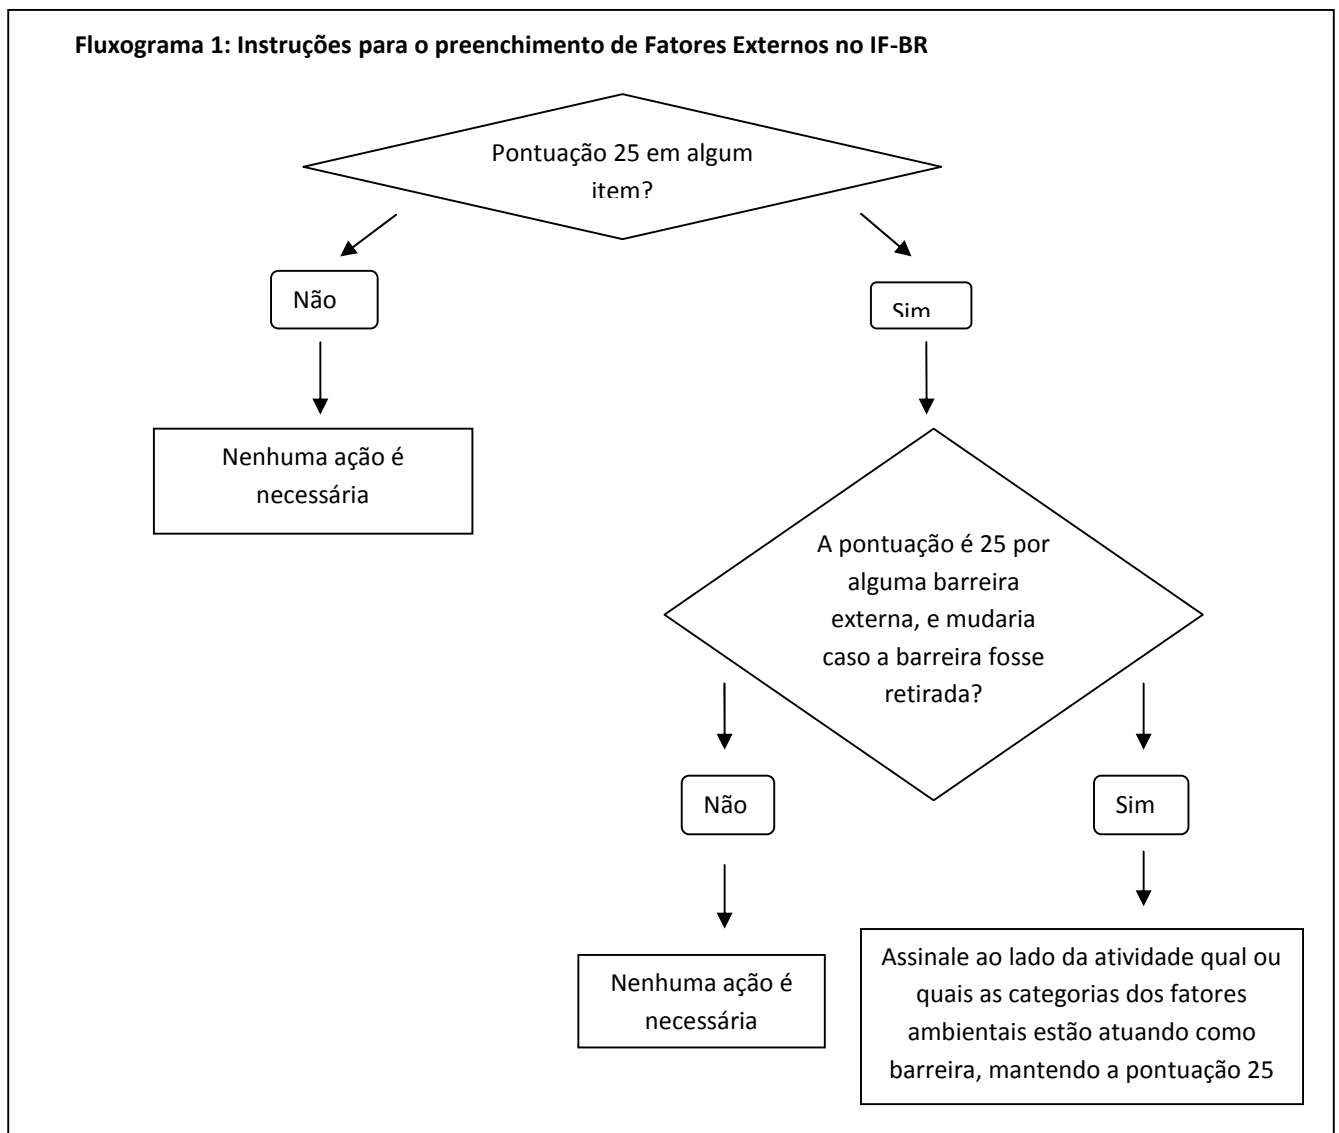 Fluxograma 1: Instruções para o preenchimento de Fatores Externos no IF-BR
Pontuação 25 em algum
item?
Não
Sim
Nenhuma ação é
necessária
A pontuação é 25 por
alguma barreira
externa, e mudaria
caso a barreira fosse
retirada?
Não
Sim
Nenhuma ação é
necessária
Assinale ao lado da atividade qual ou
quais as categorias dos fatores
ambientais estão atuando como
barreira, mantendo a pontuação 25